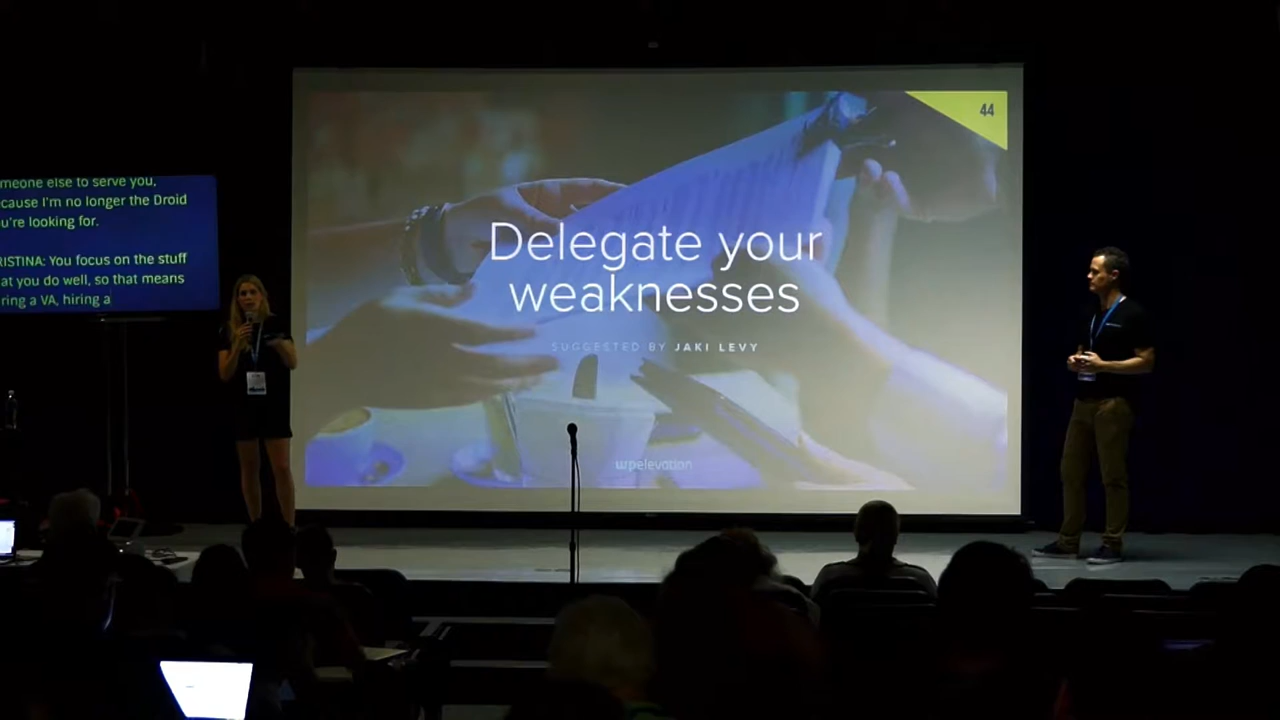 meone else to serve you,
cause I'm no longer the Droid
u're looking for.
RISTINA: You focus on the stuff
at you do well, so that means
ring a VA, hiring a
44
Delegate your
weaknesses
SUGGESTED BY JAKI LEVY
wpelevation